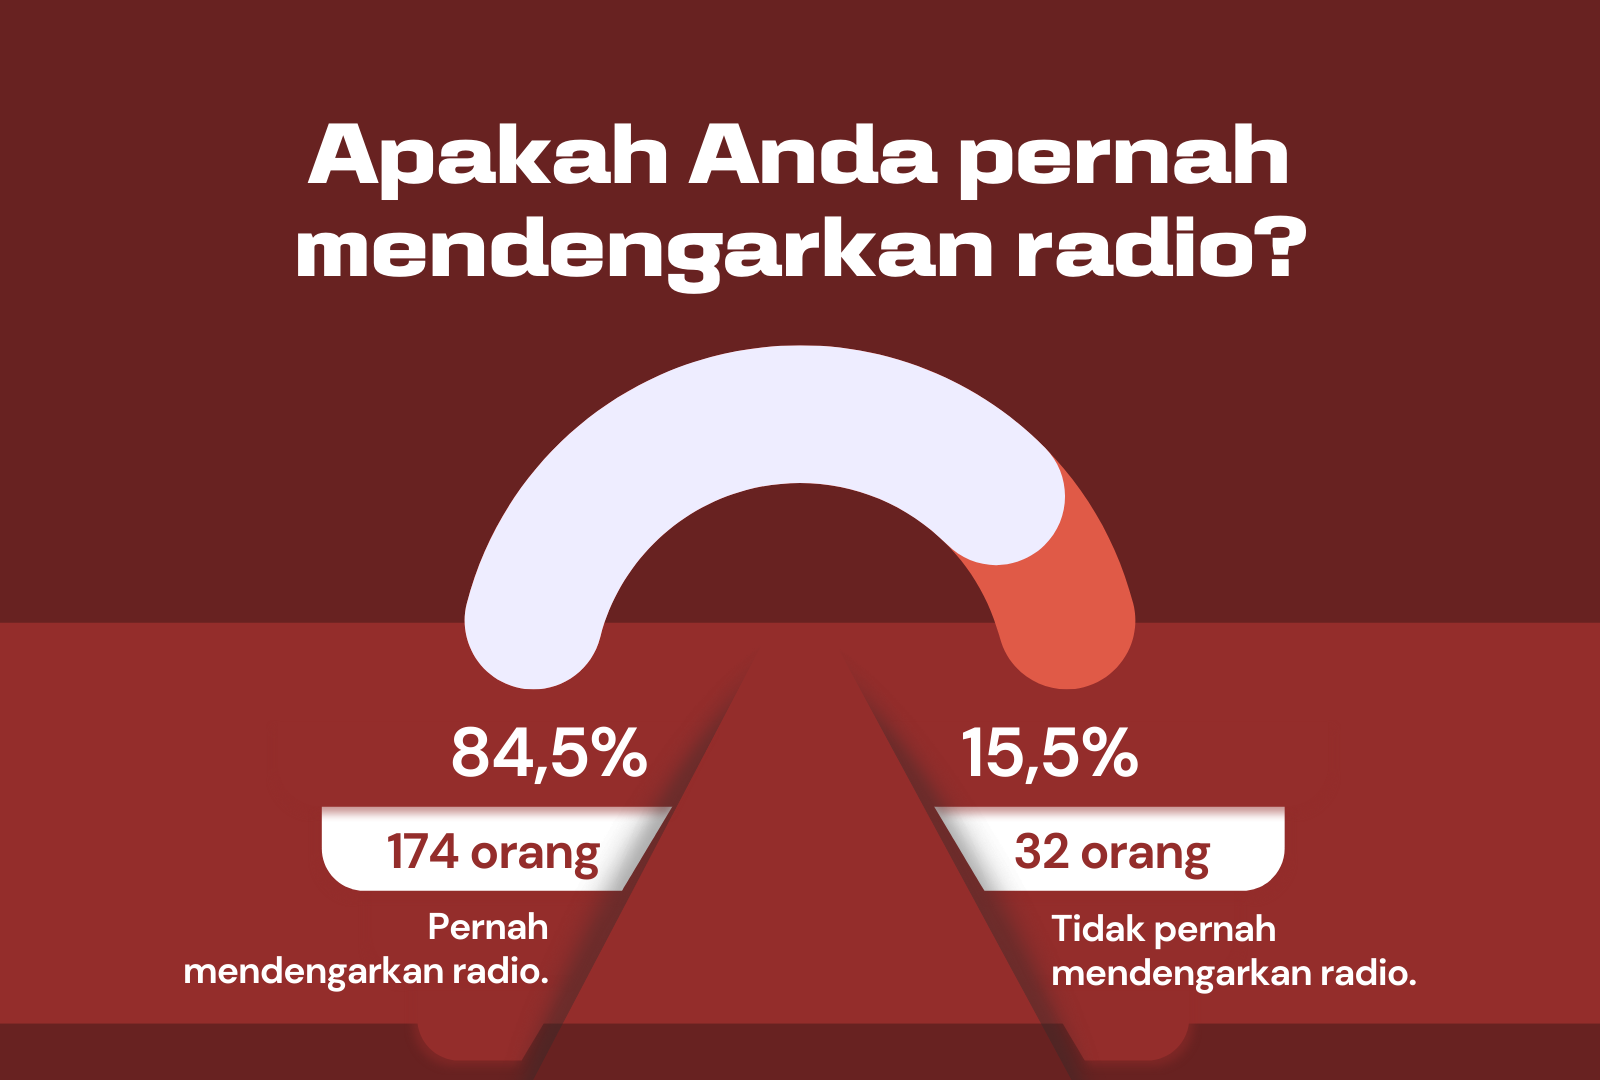 Apakah Anda pernah
mendengarkan radio?
84,5%
174 orang
Pernah
mendengarkan radio.
15,5%
32 orang
Tidak pernah
mendengarkan radio.